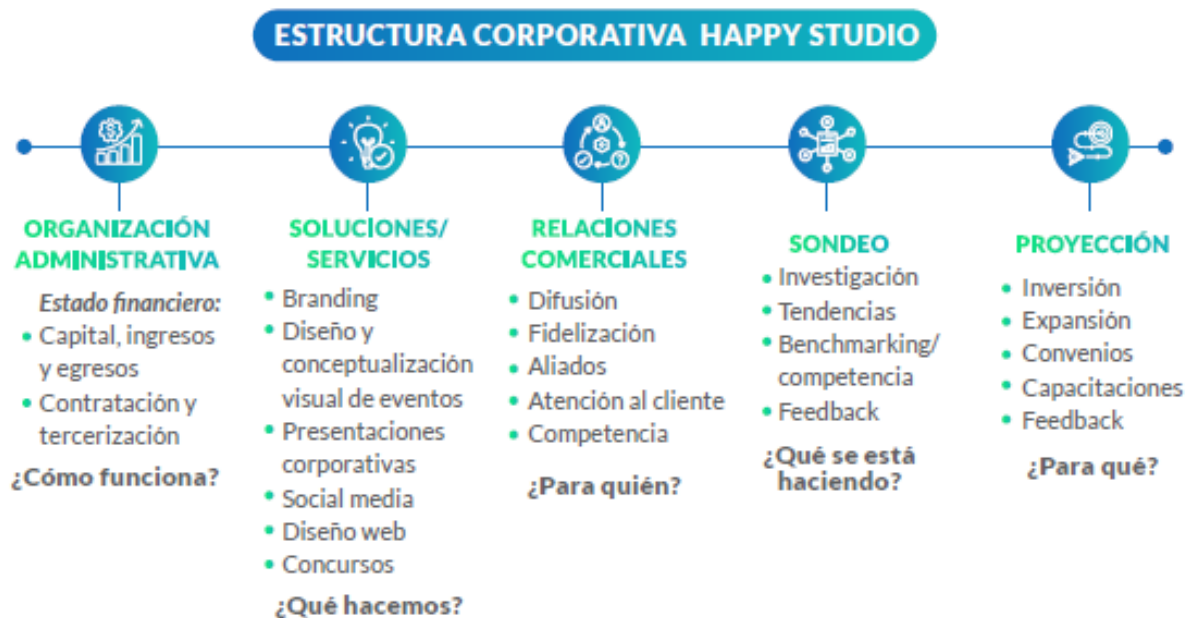 ESTRUCTURA CORPORATIVA HAPPY STUDIO
ORGANIZACIÓN
ADMINISTRATIVA
Estado financiero:
• Capital, ingresos
y egresos
• Contratación y
tercerización
¿Cómo funciona?
SOLUCIONES/
SERVICIOS
• Branding
• Diseño y
conceptualización
visual de eventos
• Presentaciones
corporativas
• Social media
• Diseño web
• Concursos
¿Qué hacemos?
RELACIONES
COMERCIALES
• Difusión
• Fidelización
• Aliados
• Atención al cliente
• Competencia
¿Para quién?
SONDEO
• Investigación
• Tendencias
• Benchmarking/
competencia
• Feedback
¿Qué se está
haciendo?
PROYECCIÓN
• Inversión
• Expansión
• Convenios
• Capacitaciones
• Feedback
¿Para qué?